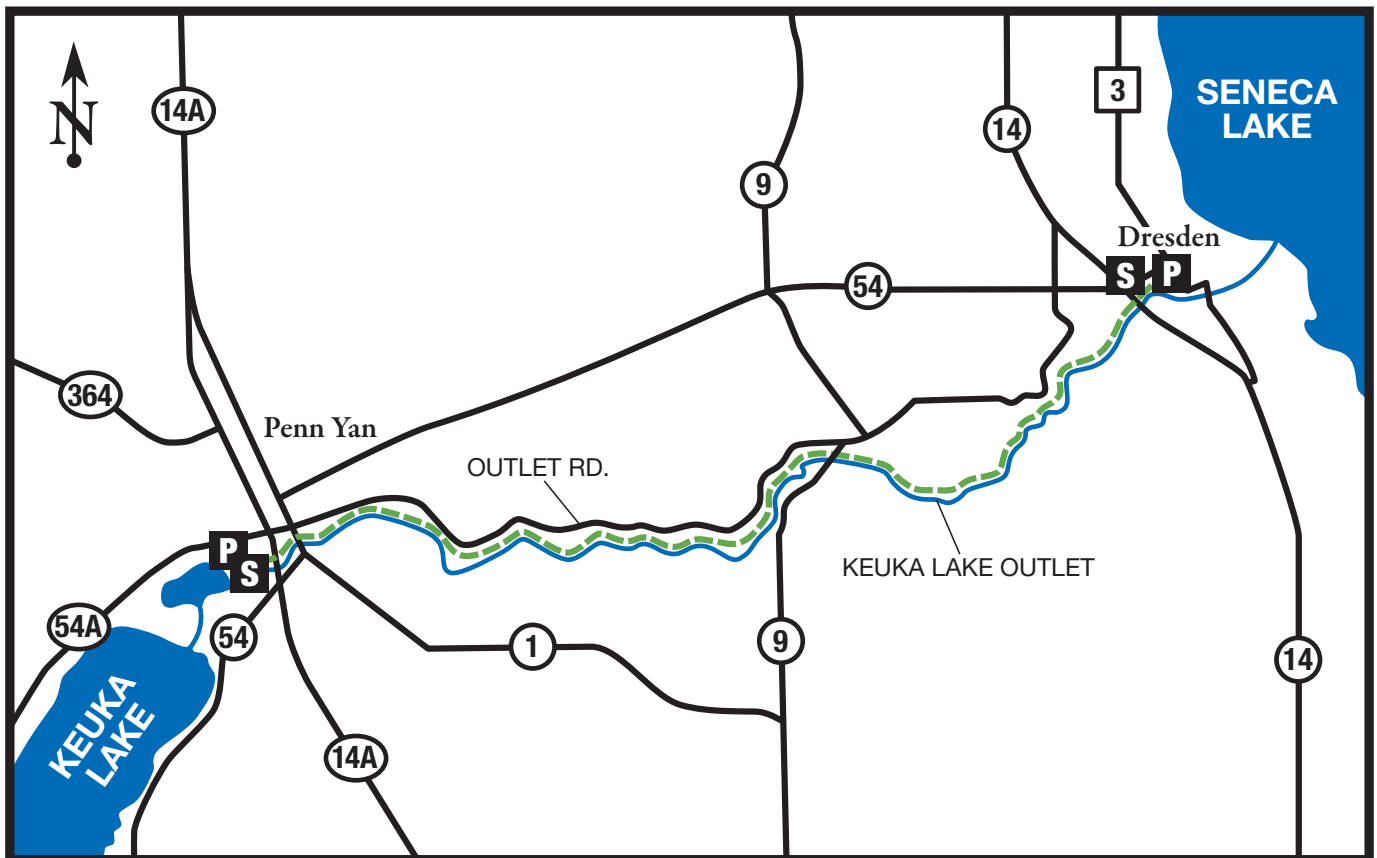 N
14A
9
14
3
SENECA
LAKE
Dresden
S
P
54
364
Penn Yan
OUTLET RD.
KEUKA LAKE OUTLET
P
S
54A
54
1
9
14
14A
KEUKA
LAKE